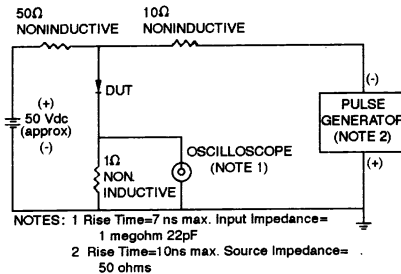 50Ω
NONINDUCTIVE
10Ω
NONINDUCTIVE
DUT
(+)
50 Vdc
(approx)
(-)
(-)
PULSE
GENERATOR
(NOTE 2)
(+)
1Ω
NON.
INDUCTIVE
OSCILLOSCOPE
(NOTE 1)
NOTES: 1 Rise Time=7 ns max. Input Impedance=
1 megohm 22pF
2 Rise Time=10ns max. Source Impedance=
50 ohms